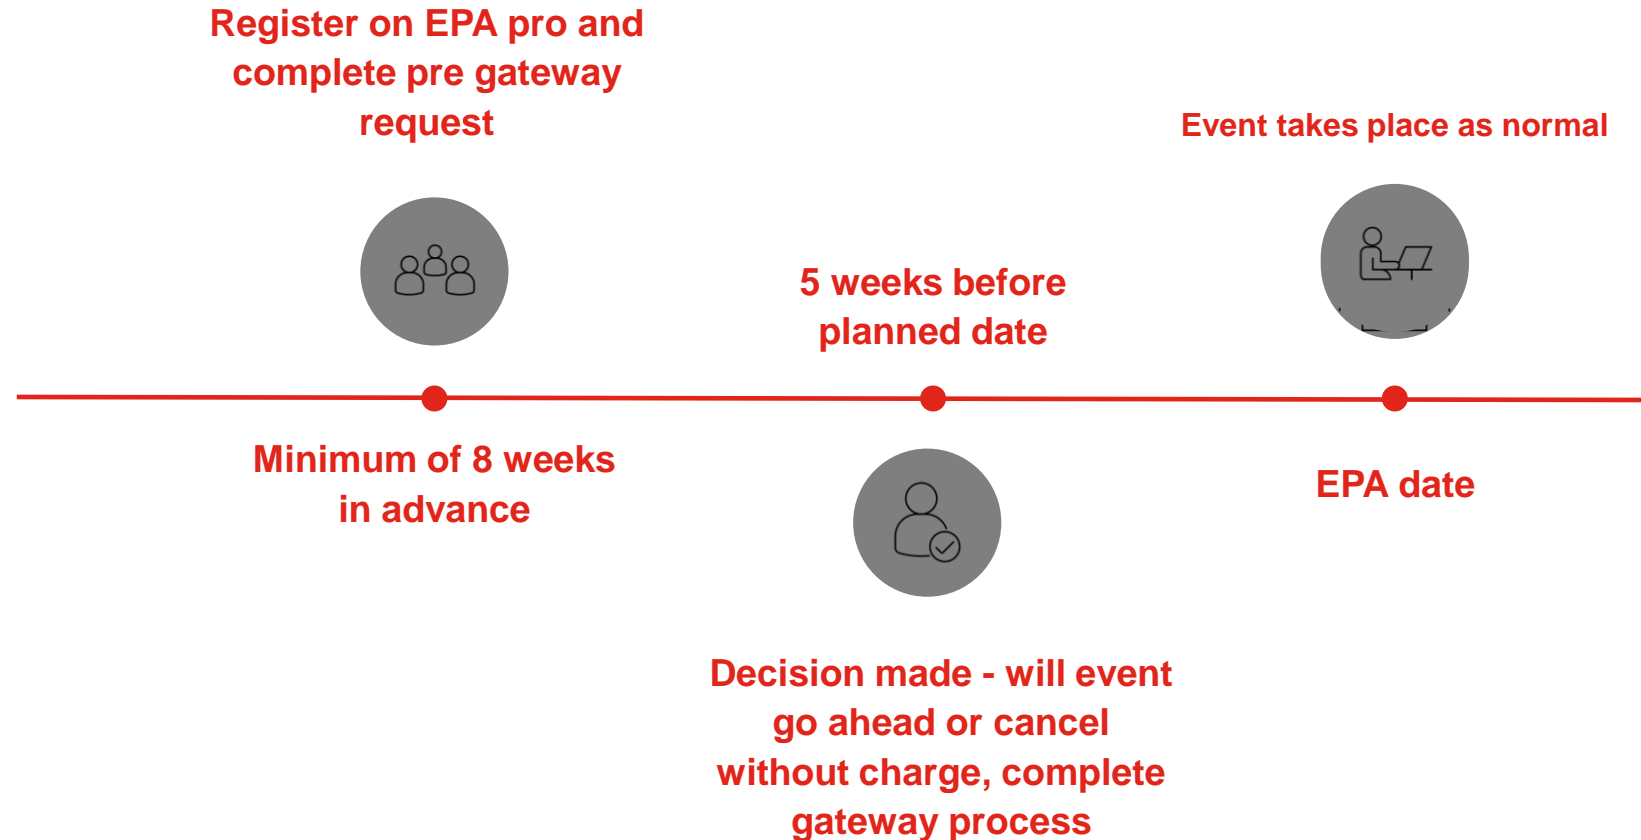 Register on EPA pro and
complete pre gateway
request
Minimum of 8 weeks
in advance
5 weeks before
planned date
Decision made - will event
go ahead or cancel
without charge, complete
gateway process
Event takes place as normal
EPA date